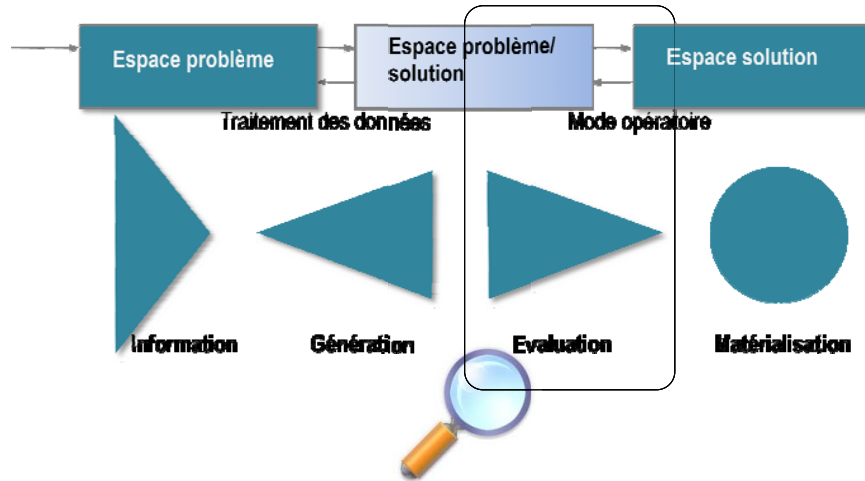 Espace problème
Espace problème/
solution
Espace solution
Traitement des données
Mode opératoire
Information
Génération
Evaluation
Matérialisation